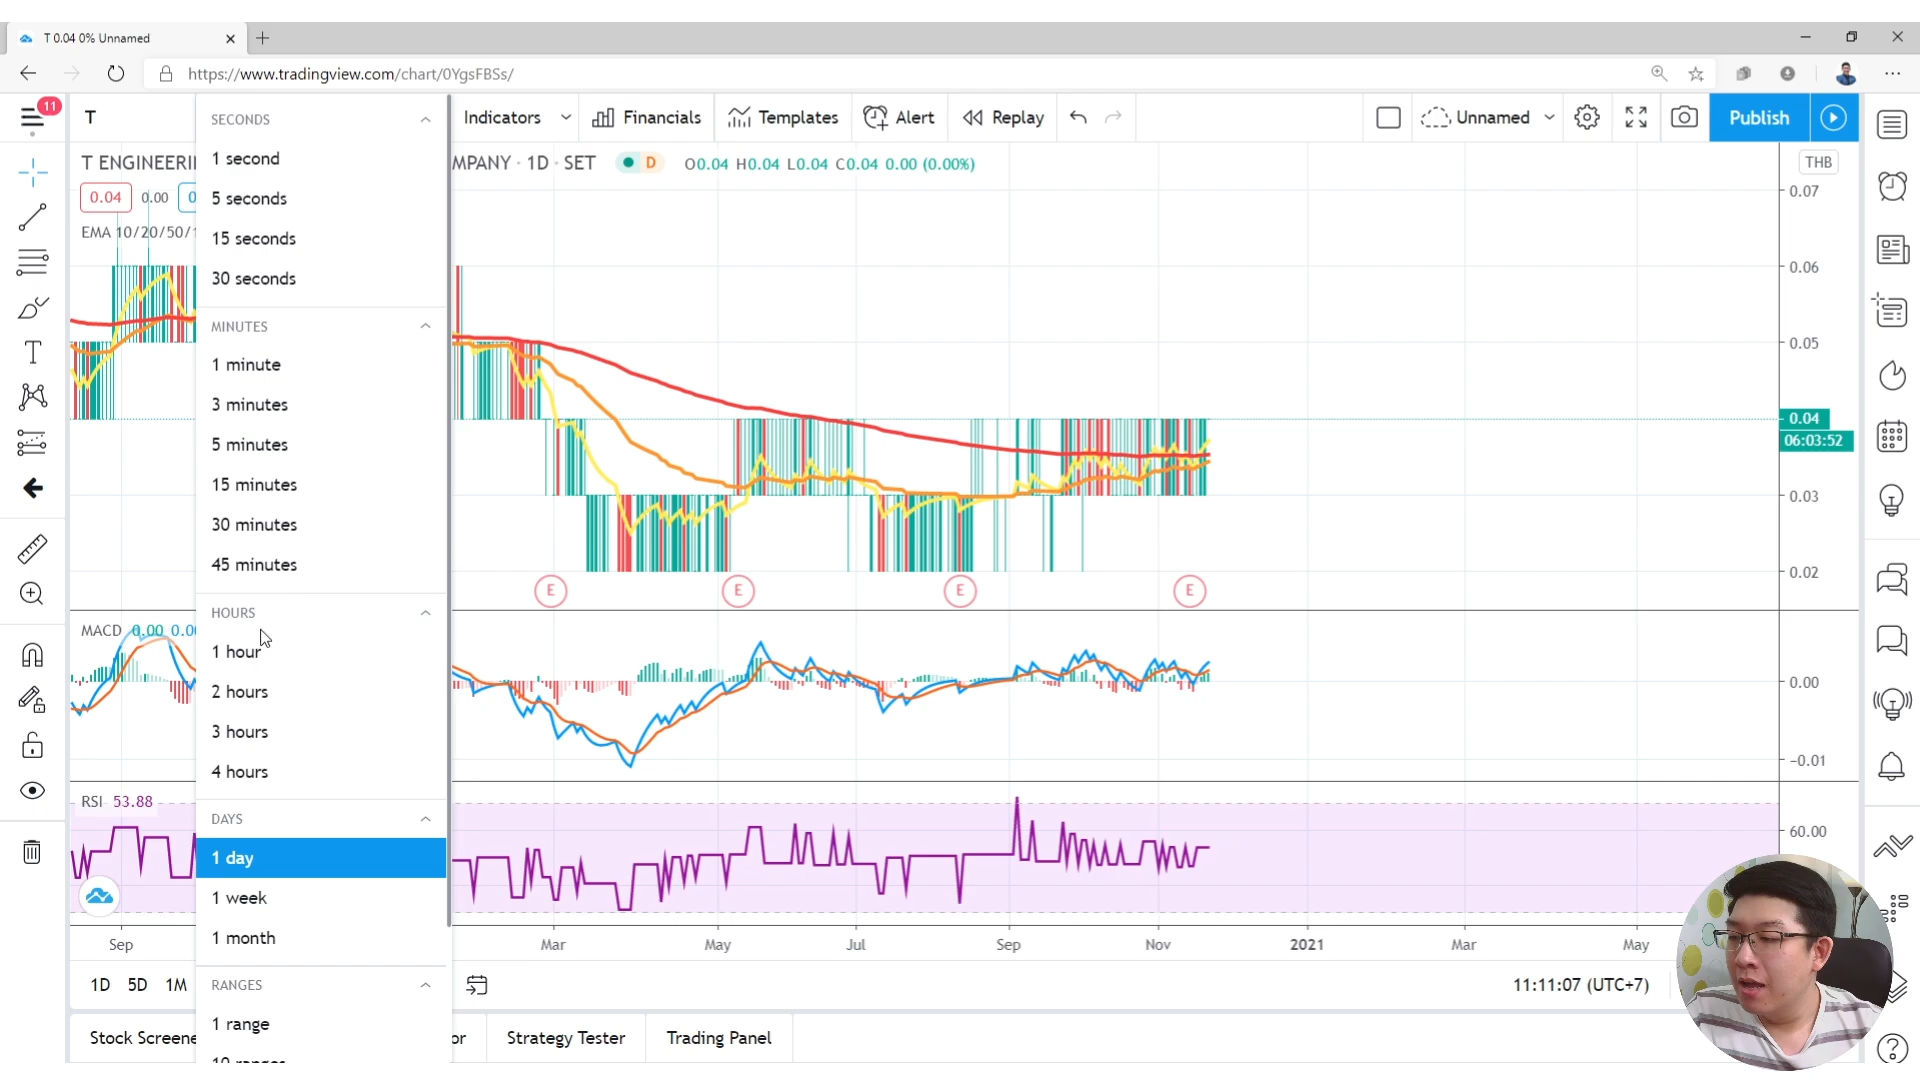 T 0.04 0% Unnamed
https://www.tradingview.com/chart/0YgsFBSs/
11
T
Indicators
Financials
Templates
Alert
Replay
Unnamed
Publish
T ENGINEERI
MPANY · 1D · SET
D
O0.04 H0.04 L0.04 C0.04 0.00 (0.00%)
THB
0.04
0.00
0
EMA 10/20/50/1
SECONDS
1 second
5 seconds
15 seconds
30 seconds
MINUTES
1 minute
3 minutes
5 minutes
15 minutes
30 minutes
45 minutes
HOURS
1 hour
2 hours
3 hours
4 hours
DAYS
1 day
1 week
1 month
RANGES
1 range
10 ranges
0.07
0.06
0.05
0.04
06:03:52
0.03
0.02
E
E
E
E
MACD 0.00 0.00
0.00
−0.01
RSI 53.88
60.00
Sep
Mar
May
Jul
Sep
Nov
2021
Mar
May
1D
5D
1M
11:11:07 (UTC+7)
Stock Screene
or
Strategy Tester
Trading Panel